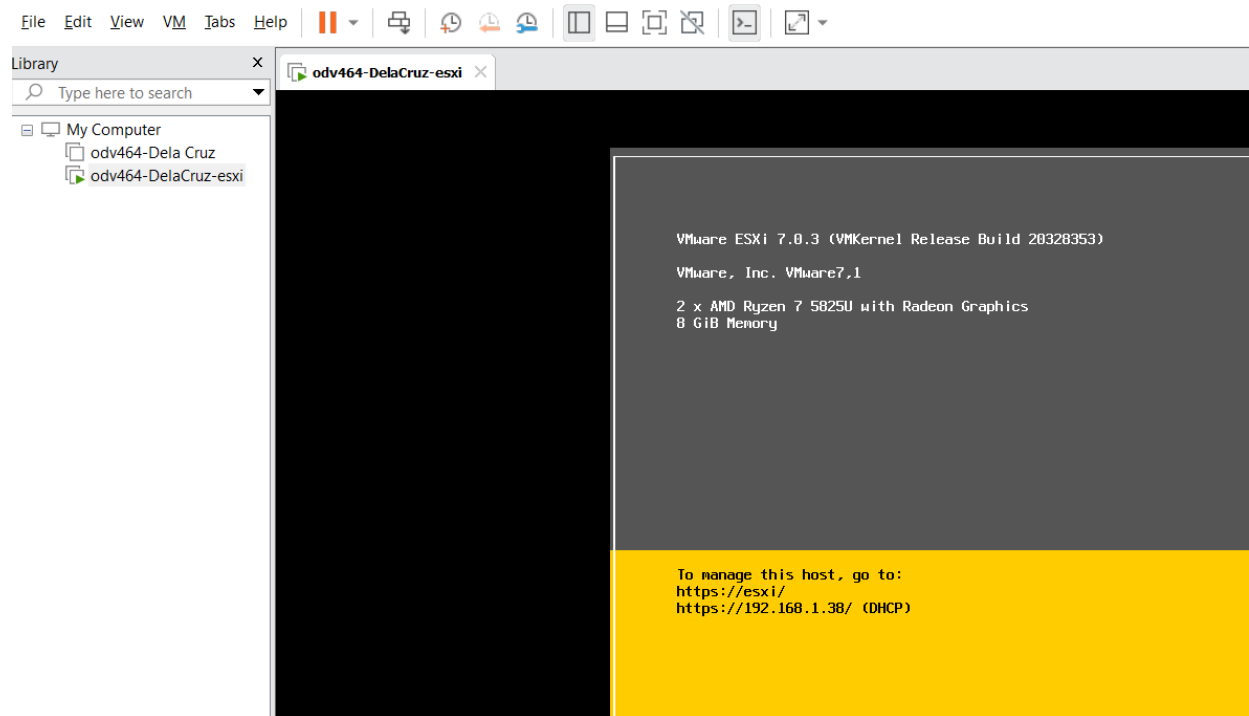 File Edit View VM Tabs Help
Library x
Type here to search
My Computer
odv464-Dela Cruz
odv464-DelaCruz-esxi
odv464-DelaCruz-esxi
VMware ESXi 7.0.3 (VMKernel Release Build 20328353)
VMware, Inc. VMware7,1
2 x AMD Ryzen 7 5825U with Radeon Graphics
8 GiB Memory
To manage this host, go to:
https://esxi/
https://192.168.1.38/ (DHCP)